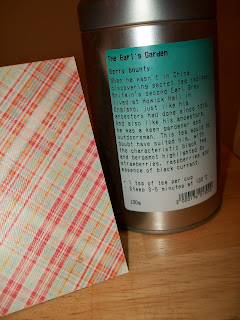 The Earl's Garden
Berry bounty
When he wasn't in China
discovering secret tea recipes
Britain's second Earl Grey
lived at Howick Hall in
England, just like his
ancestors had done since 1319.
And also like his ancestors,
he was a keen gardener and
outdoorsman. This tea would no
doubt have suited him, with
the characteristic black tea
and bergamot highlighted by
strawberries, raspberries and
essence of black currant.
1 tsp of tea per cup
Steep 3-5 minutes at 100°C
100g